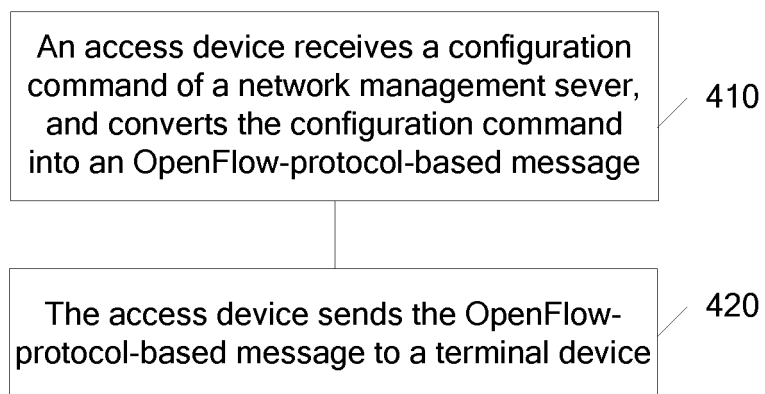 An access device receives a configuration
command of a network management sever,
and converts the configuration command
into an OpenFlow-protocol-based message
410
The access device sends the OpenFlow-
protocol-based message to a terminal device
420